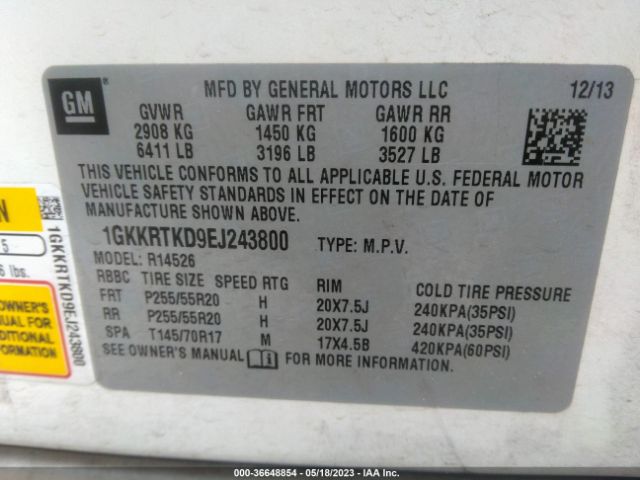 GM
®
MFD BY GENERAL MOTORS LLC 12/13
GVWR GAWR FRT GAWR RR
2908 KG 1450 KG 1600 KG
6411 LB 3196 LB 3527 LB
THIS VEHICLE CONFORMS TO ALL APPLICABLE U.S. FEDERAL MOTOR
VEHICLE SAFETY STANDARDS IN EFFECT ON THE DATE OF
MANUFACTURE SHOWN ABOVE.
1GKKRTKD9EJ243800 TYPE: M.P.V.
MODEL: R14526
RBBC TIRE SIZE SPEED RTG RIM COLD TIRE PRESSURE
FRT P255/55R20 H 20X7.5J 240KPA(35PSI)
RR P255/55R20 H 20X7.5J 240KPA(35PSI)
SPA T145/70R17 M 17X4.5B 420KPA(60PSI)
SEE OWNER'S MANUAL FOR MORE INFORMATION.
N
5
lbs.
OWNER'S
MANUAL FOR
ADDITIONAL
INFORMATION
1GKKRTKD9EJ243800
000-36648854 - 05/18/2023 - IAA Inc.